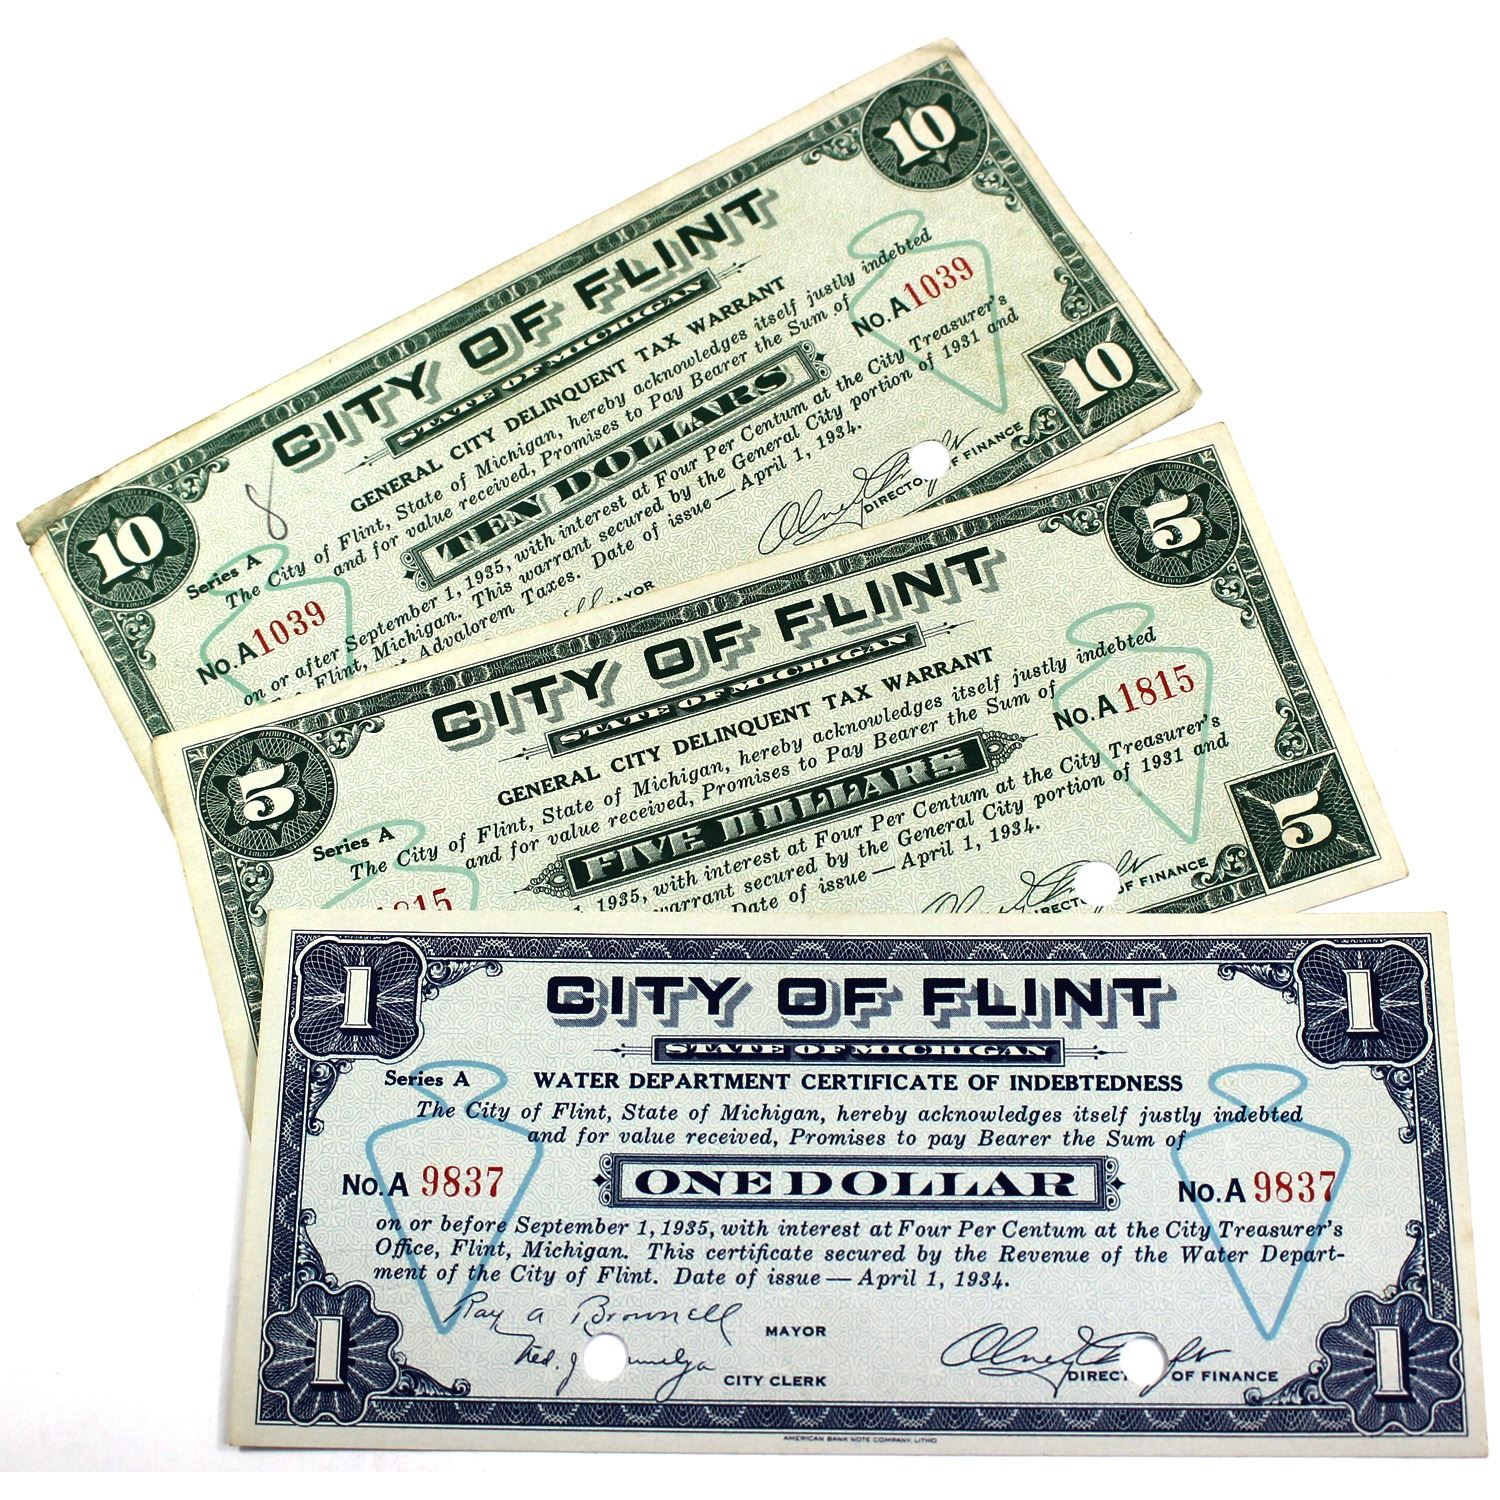 10
10
CITY OF FLINT
STATE OF MICHIGAN
GENERAL CITY DELINQUENT TAX WARRANT
8
Series A
The City of Flint, State of Michigan, hereby acknowledges itself justly indebted
and for value received, Promises to Pay Bearer the Sum of
No. A1039
TEN DOLLARS
No. A1039
on or after September 1, 1935, with interest at Four Per Centum at the City Treasurer's
Flint, Michigan. This warrant secured by the General City portion of 1931 and
Advalorem Taxes. Date of issue — April 1, 1934.
OF FINANCE
10
5
5
CITY OF FLINT
STATE OF MICHIGAN
GENERAL CITY DELINQUENT TAX WARRANT
Series A
The City of Flint, State of Michigan, hereby acknowledges itself justly indebted
and for value received, Promises to Pay Bearer the Sum of
No. A1815
FIVE DOLLARS
1935, with interest at Four Per Centum at the City Treasurer's
warrant secured by the General City portion of 1931 and
Date of issue — April 1, 1934.
OF FINANCE
5
1
1
CITY OF FLINT
STATE OF MICHIGAN
Series A WATER DEPARTMENT CERTIFICATE OF INDEBTEDNESS
The City of Flint, State of Michigan, hereby acknowledges itself justly indebted
and for value received, Promises to pay Bearer the Sum of
No. A 9837 ONE DOLLAR No. A 9837
on or before September 1, 1935, with interest at Four Per Centum at the City Treasurer's
Office, Flint, Michigan. This certificate secured by the Revenue of the Water Depart-
ment of the City of Flint. Date of issue — April 1, 1934.
Ray A Brownell MAYOR
CITY CLERK
OF FINANCE
1
1
AMERICAN BANK NOTE COMPANY, LITHO